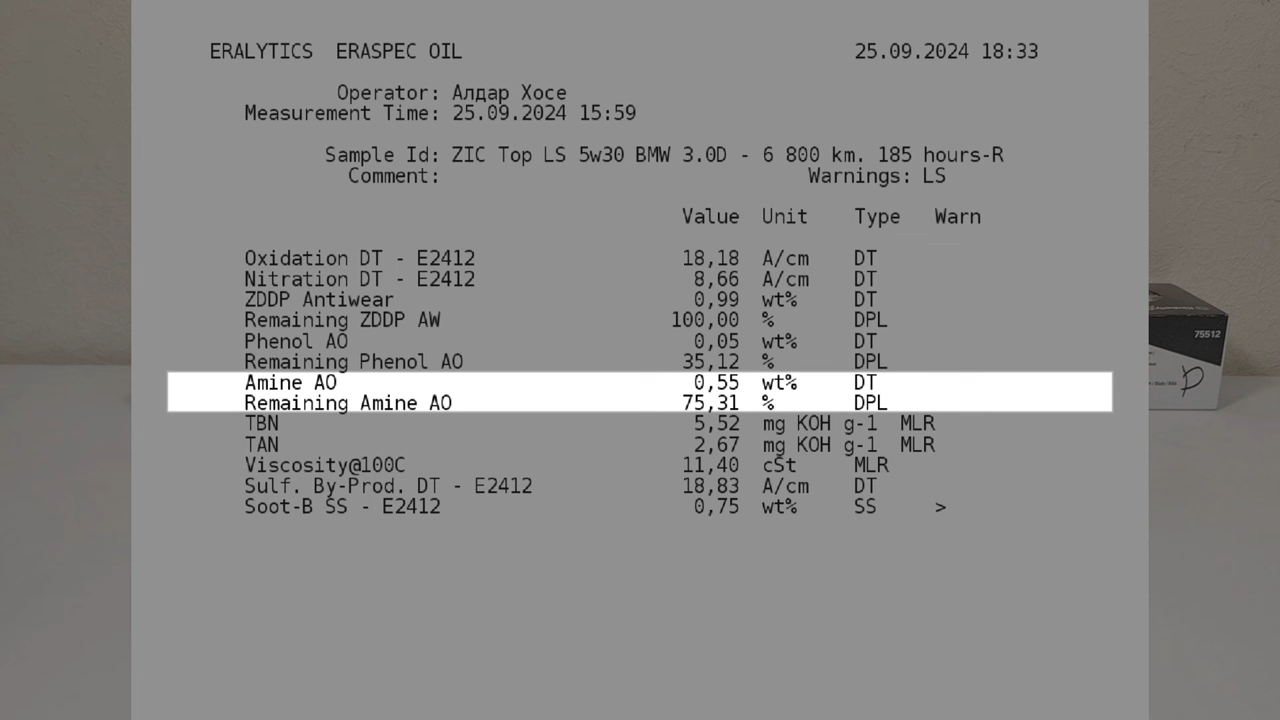 ERALYTICS ERASPEC OIL 25.09.2024 18:33
Operator: Алдар Хосе
Measurement Time: 25.09.2024 15:59
Sample Id: ZIC Top LS 5w30 BMW 3.0D - 6 800 km. 185 hours-R
Comment: Warnings: LS
Value Unit Type Warn
Oxidation DT - E2412 18,18 A/cm DT
Nitration DT - E2412 8,66 A/cm DT
ZDDP Antiwear 0,99 wt% DT
Remaining ZDDP AW 100,00 % DPL
Phenol AO 0,05 wt% DT
Remaining Phenol AO 35,12 % DPL
Amine AO 0,55 wt% DT
Remaining Amine AO 75,31 % DPL
TBN 5,52 mg KOH g-1 MLR
TAN 2,67 mg KOH g-1 MLR
Viscosity@100C 11,40 cSt MLR
Sulf. By-Prod. DT - E2412 18,83 A/cm DT
Soot-B SS - E2412 0,75 wt% SS >
75512
P